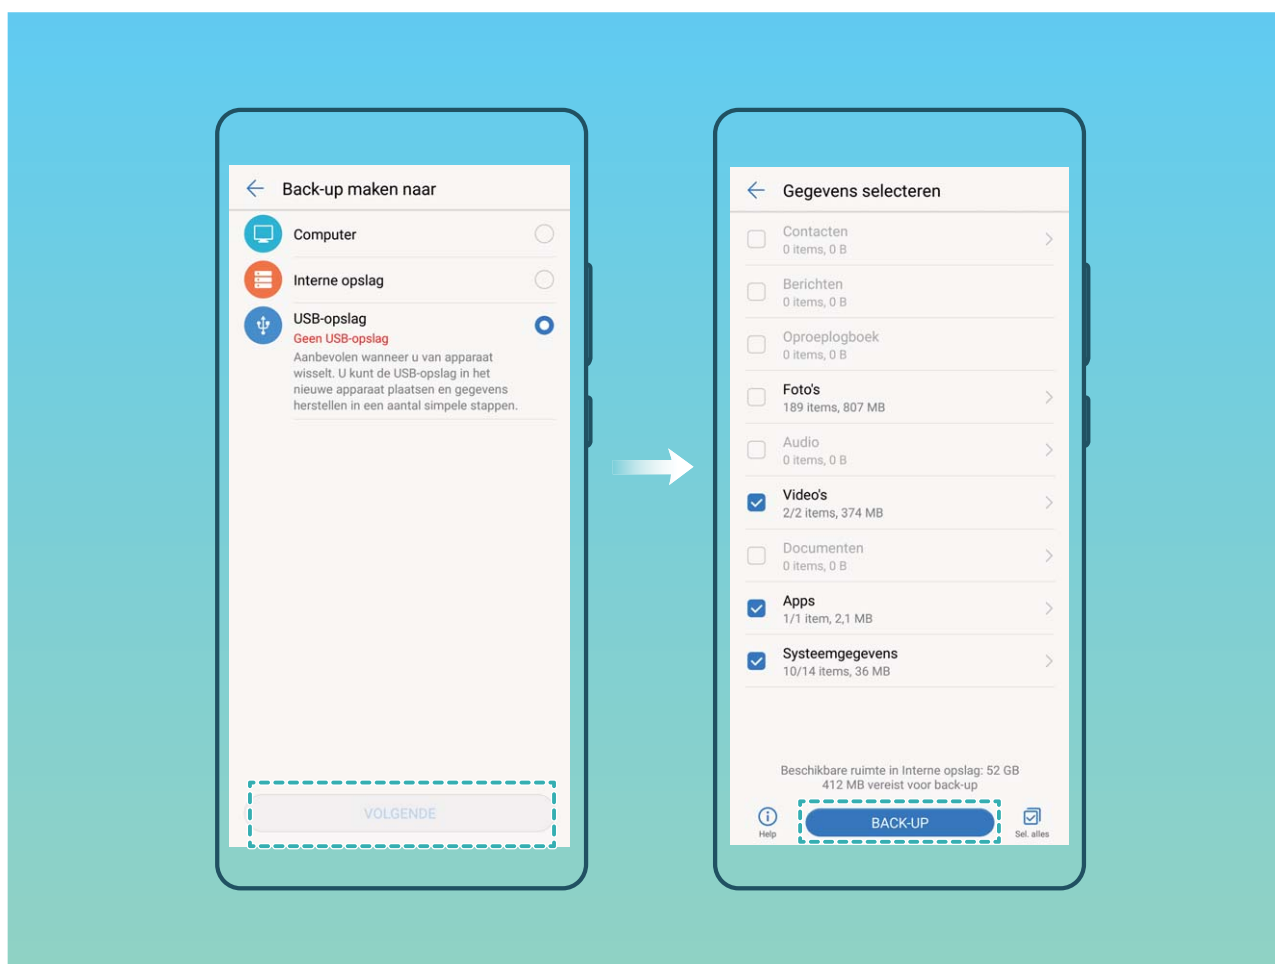 Back-up maken naar
Computer
Interne opslag
USB-opslag
Geen USB-opslag
Aanbevolen wanneer u van apparaat
wisselt. U kunt de USB-opslag in het
nieuwe apparaat plaatsen en gegevens
herstellen in een aantal simpele stappen.
VOLGENDE
Gegevens selecteren
Contacten
0 items, 0 B
Berichten
0 items, 0 B
Oproeplogboek
0 items, 0 B
Foto's
189 items, 807 MB
Audio
0 items, 0 B
Video's
2/2 items, 374 MB
Documenten
0 items, 0 B
Apps
1/1 item, 2,1 MB
Systeemgegevens
10/14 items, 36 MB
Beschikbare ruimte in Interne opslag: 52 GB
412 MB vereist voor back-up
Help
BACK-UP
Sel. alles